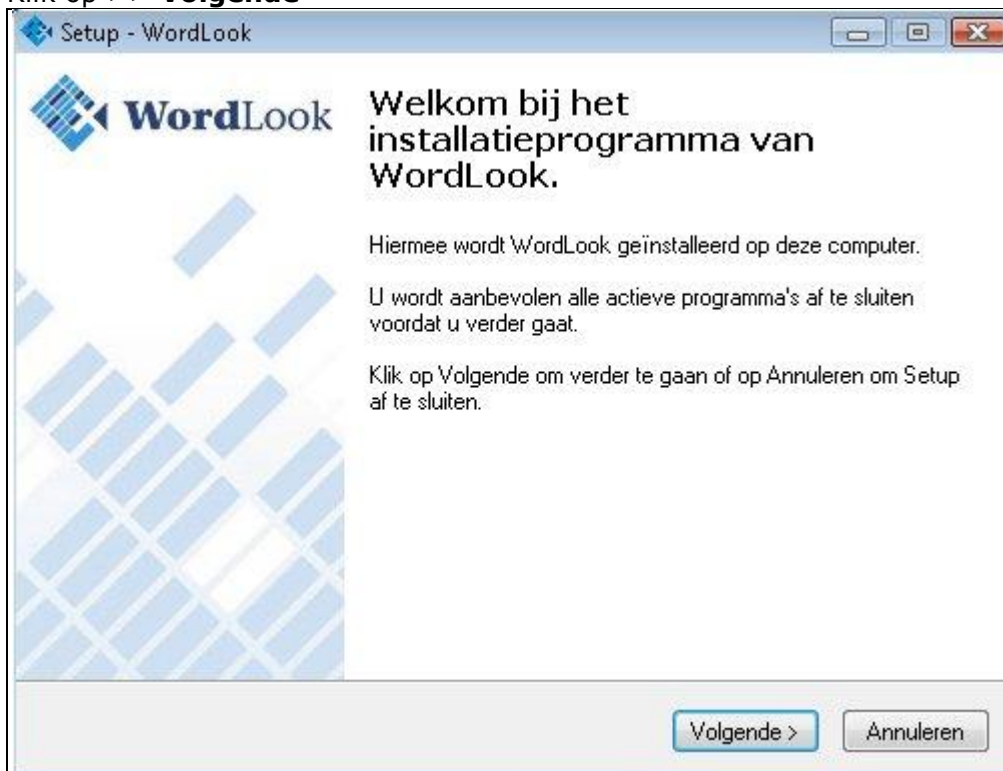 Setup - WordLook
WordLook
Welkom bij het
installatieprogramma van
WordLook.
Hiermee wordt WordLook geïnstalleerd op deze computer.
U wordt aanbevolen alle actieve programma's af te sluiten
voordat u verder gaat.
Klik op Volgende om verder te gaan of op Annuleren om Setup
af te sluiten.
Volgende >
Annuleren